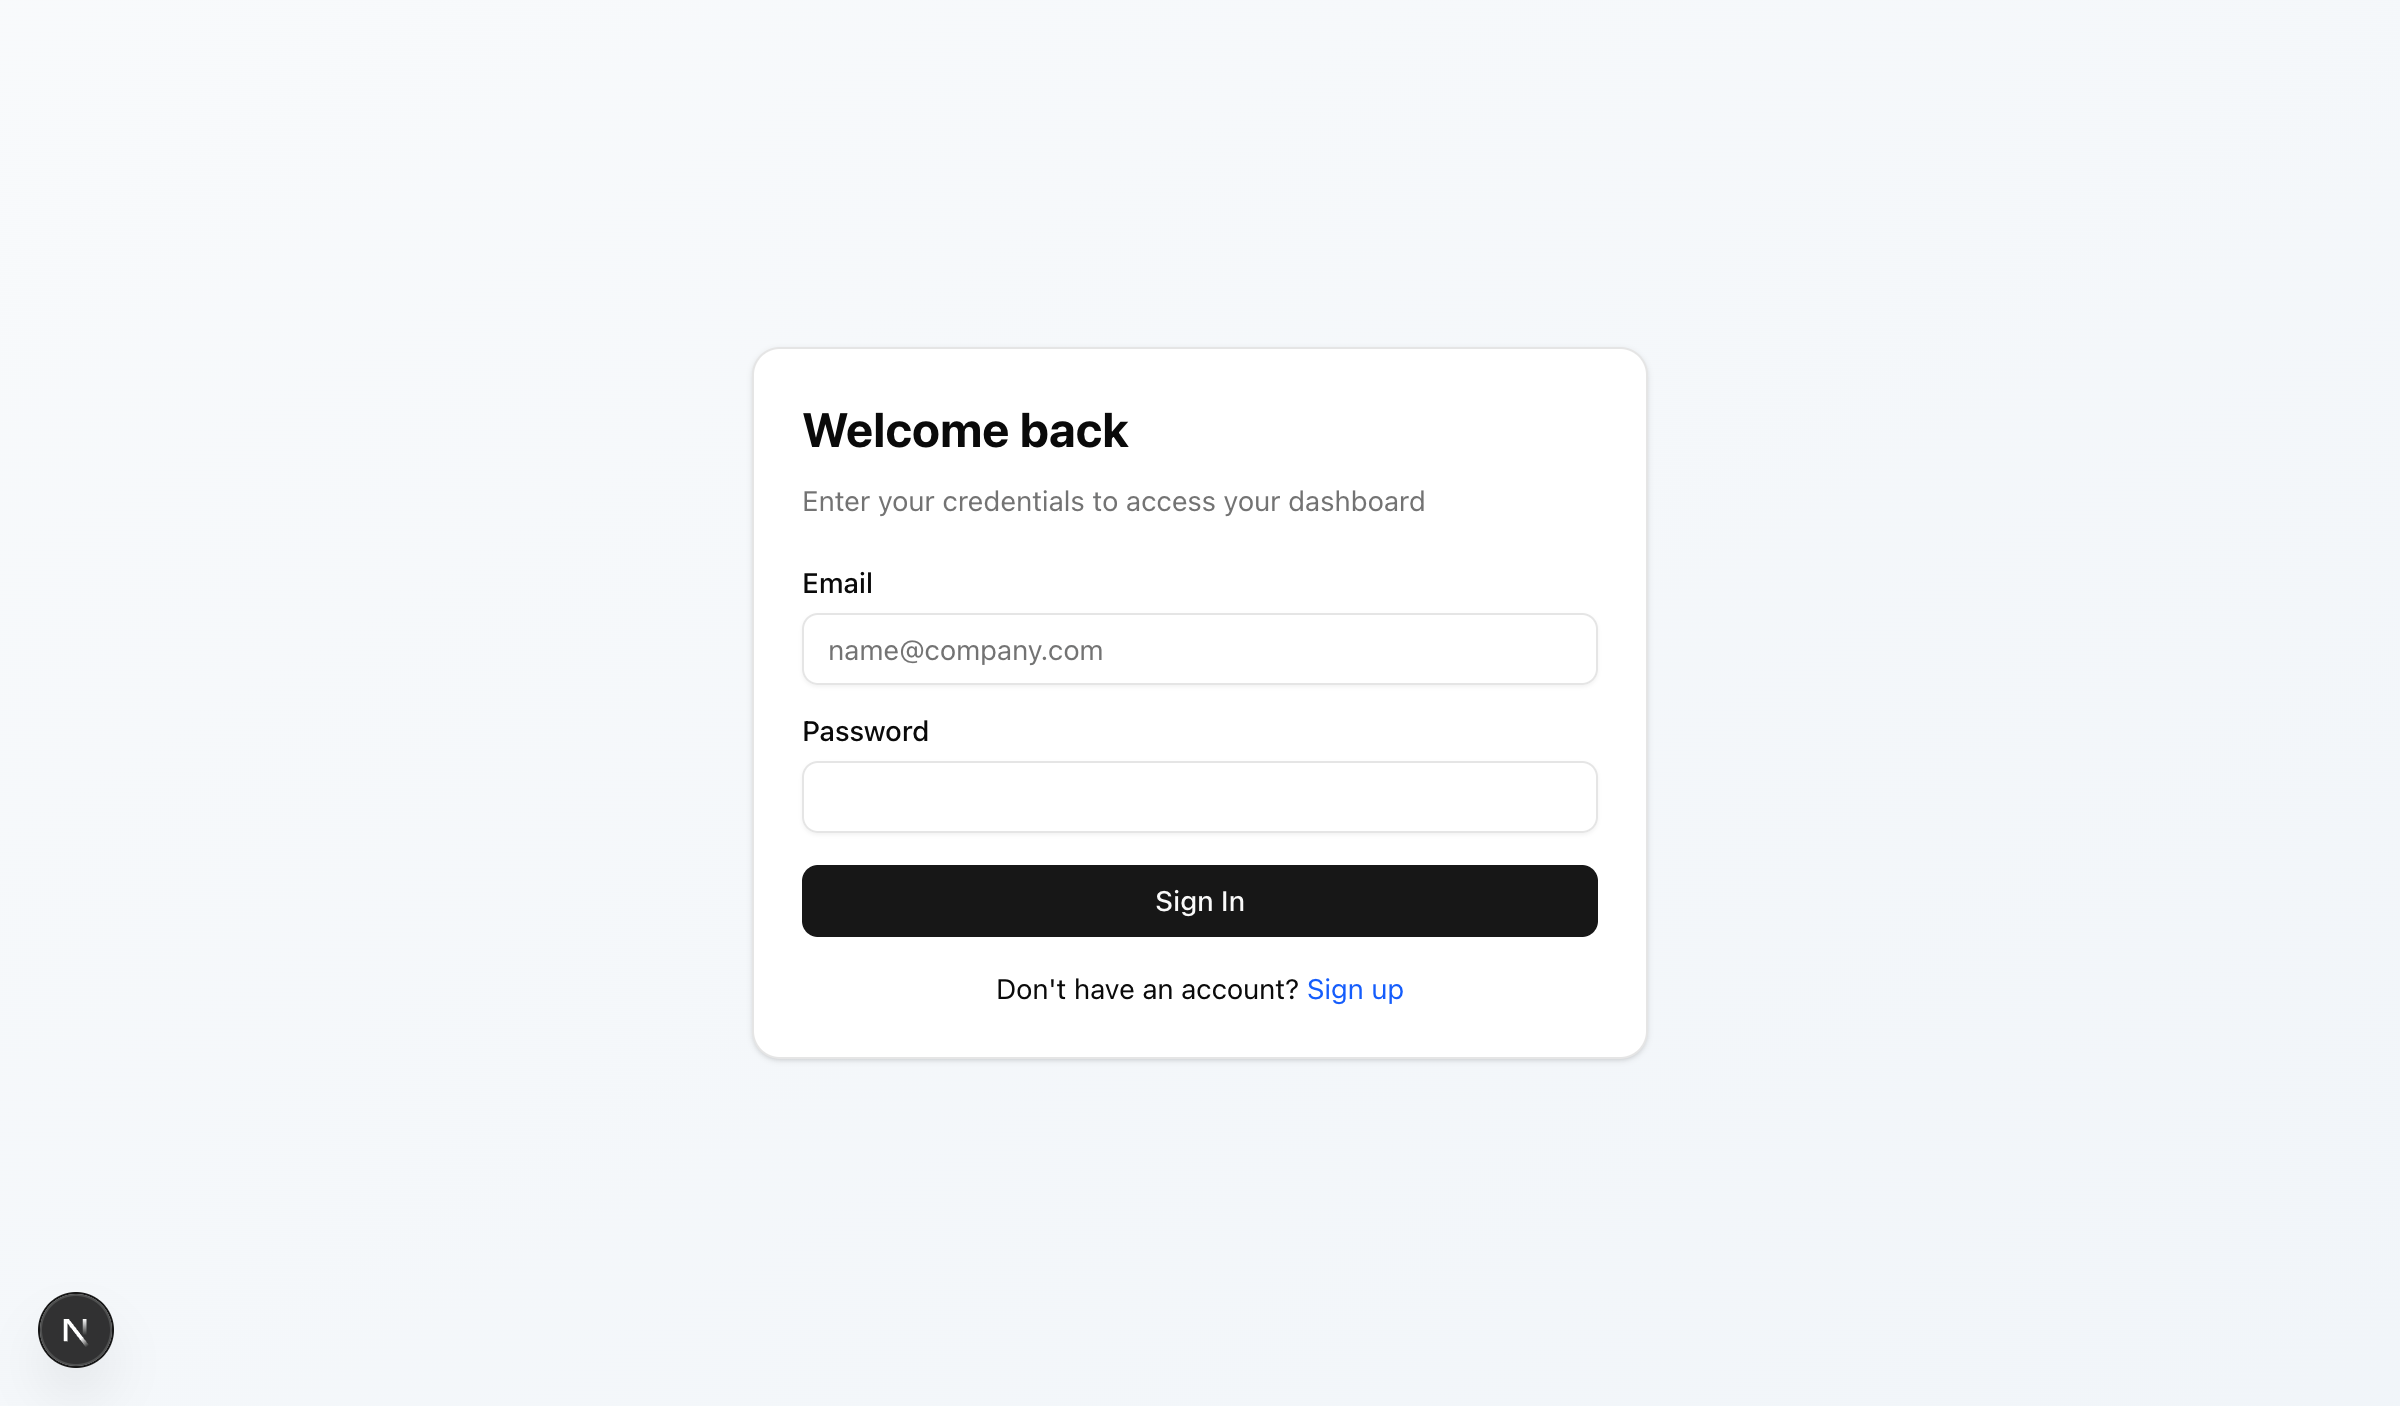 Welcome back
Enter your credentials to access your dashboard
Email
name@company.com
Password
Sign In
Don't have an account? Sign up
N